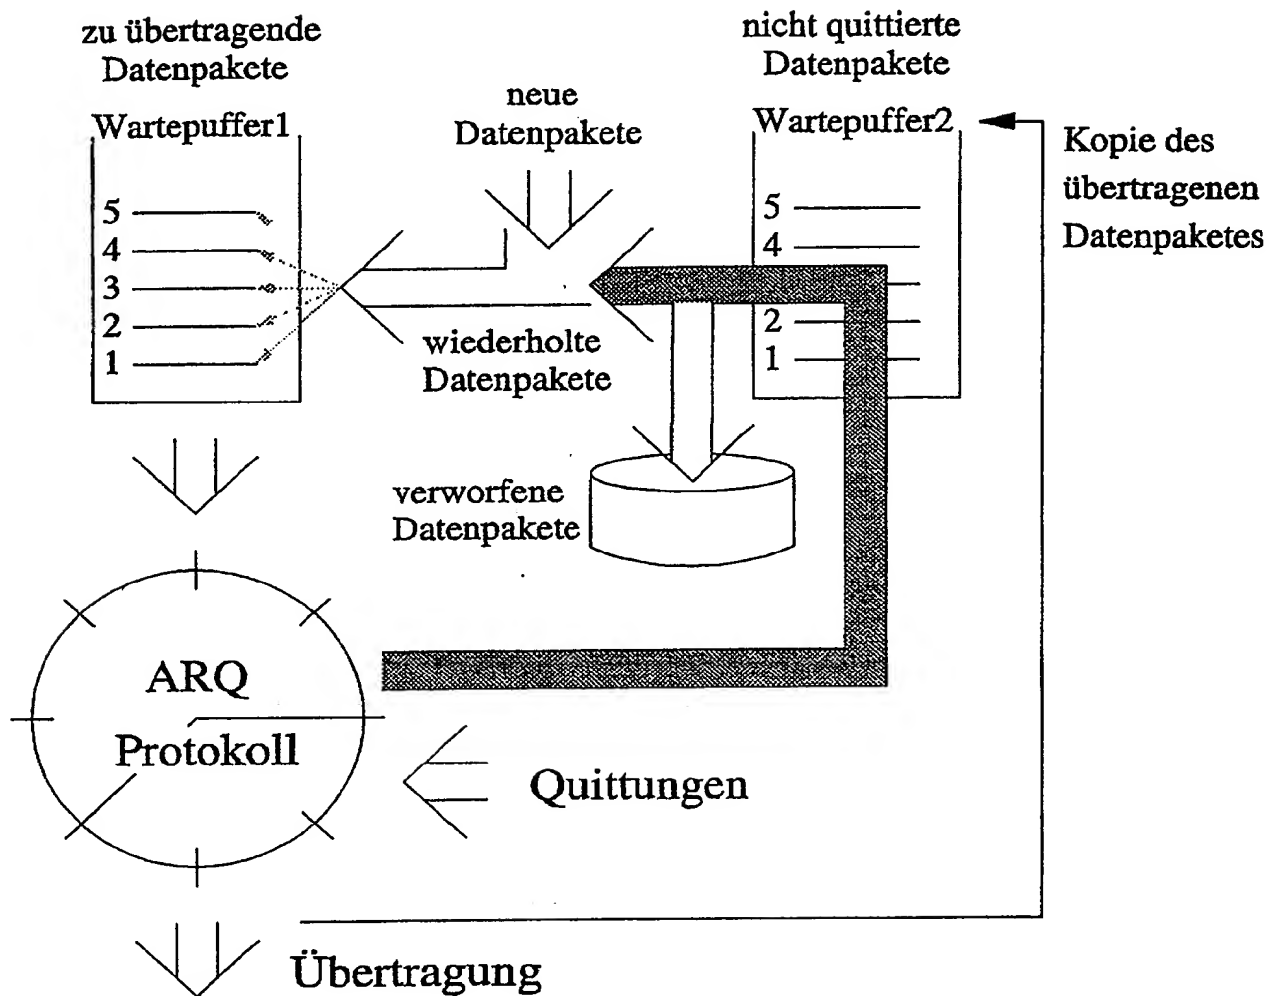 zu übertragende
Datenpakete
Wartepuffer1
5
4
3
2
1
neue
Datenpakete
nicht quittierte
Datenpakete
Wartepuffer2
5
4
2
1
Kopie des
übertragenen
Datenpaketes
wiederholte
Datenpakete
verworfene
Datenpakete
ARQ
Protokoll
Quittungen
Übertragung